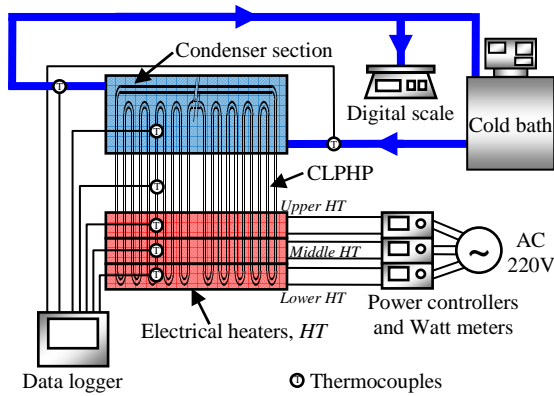 Condenser section
Digital scale
Cold bath
T
T
T
CLPHP
T
Upper HT
T
Middle HT
T
Lower HT
T
~
AC
220V
Electrical heaters, HT
Power controllers
and Watt meters
Data logger
T Thermocouples